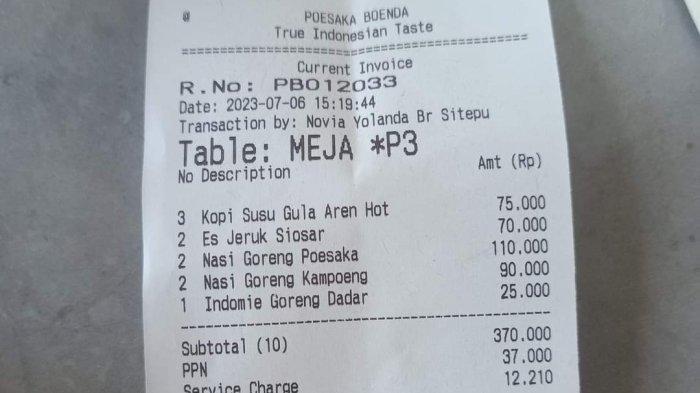 @
POESAKA BOENDA
True Indonesian Taste
================================================
Current Invoice
R.No: PB012033
Date: 2023-07-06 15:19:44
Transaction by: Novia Yolanda Br Sitepu
Table: MEJA *P3
No Description Amt (Rp)
3 Kopi Susu Gula Aren Hot 75.000
2 Es Jeruk Siosar 70.000
2 Nasi Goreng Poesaka 110.000
2 Nasi Goreng Kampoeng 90.000
1 Indomie Goreng Dadar 25.000
------------------------------------------------
Subtotal (10) 370.000
PPN 37.000
Service Charge 12.210